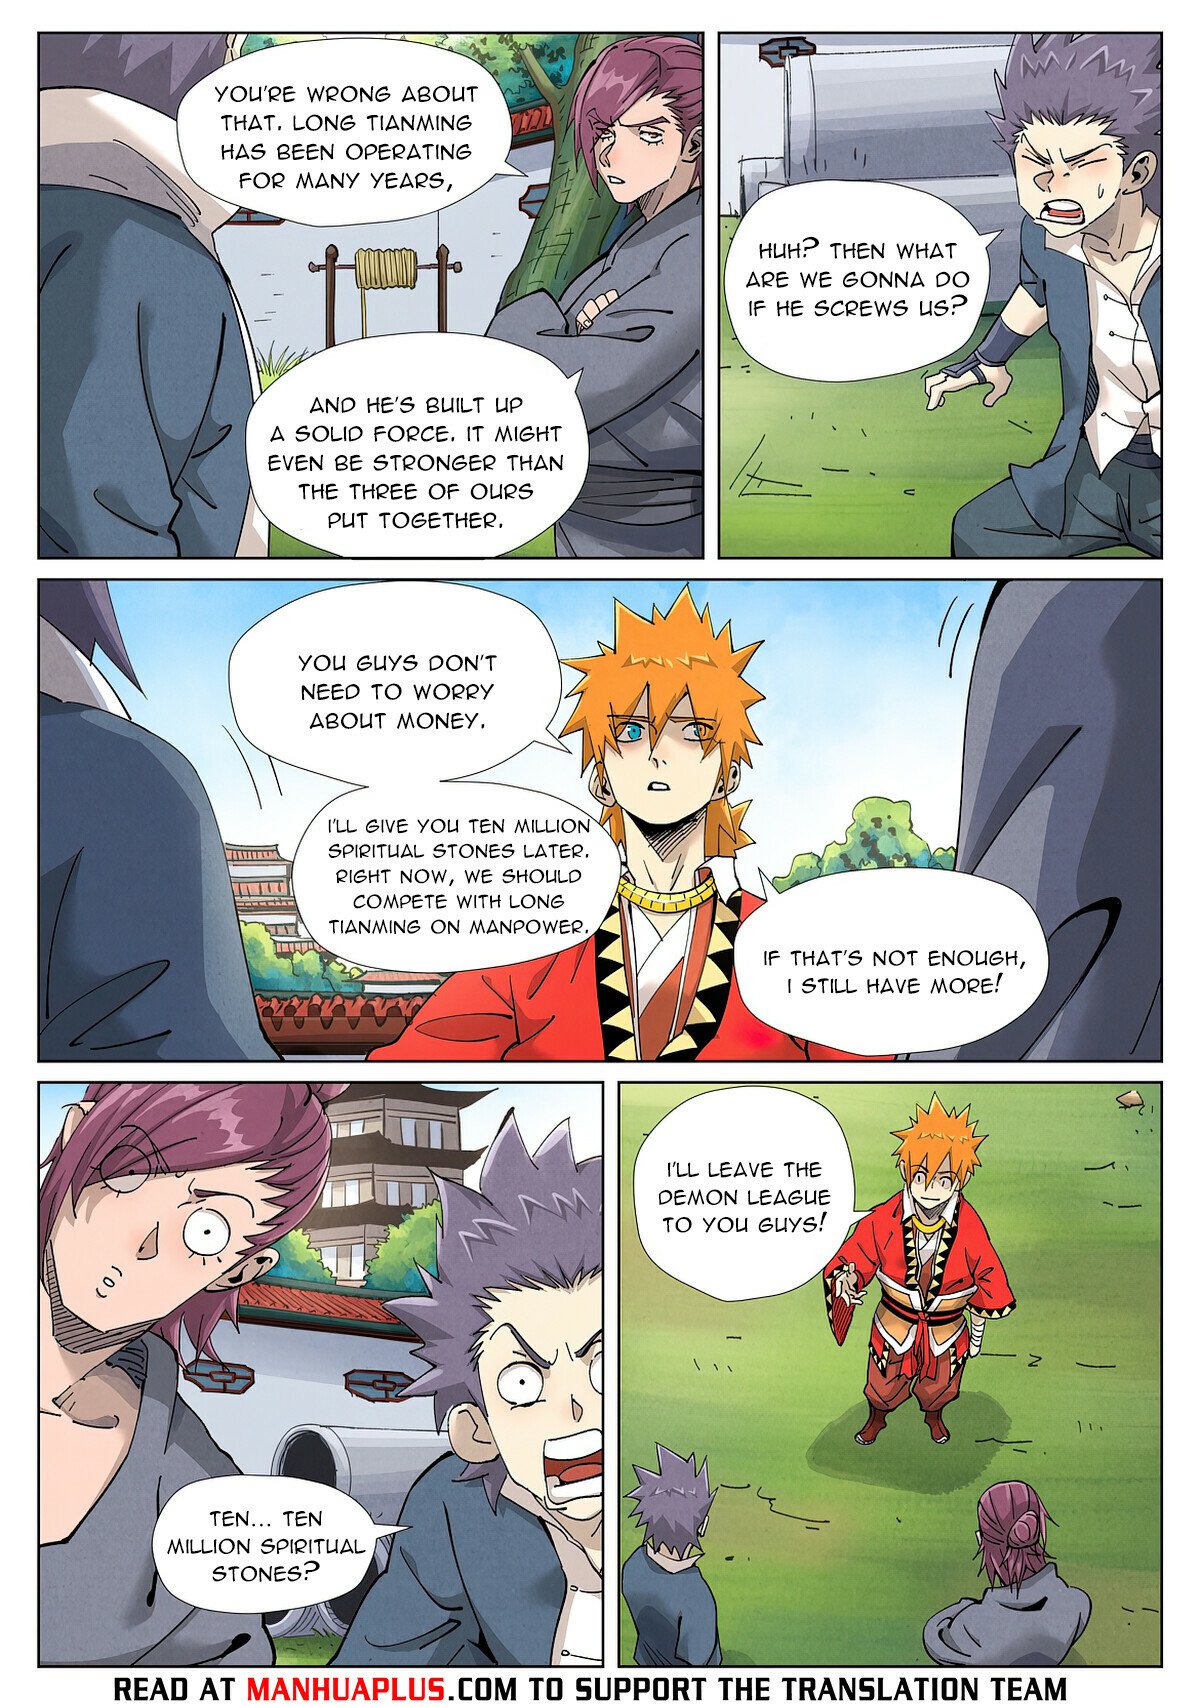 YOU'RE WRONG ABOUT
THAT. LONG TIANMING
HAS BEEN OPERATING
FOR MANY YEARS,
AND HE'S BUILT UP
A SOLID FORCE. IT MIGHT
EVEN BE STRONGER THAN
THE THREE OF OURS
PUT TOGETHER.
HUH? THEN WHAT
ARE WE GONNA DO
IF HE SCREWS US?
YOU GUYS DON'T
NEED TO WORRY
ABOUT MONEY.
I'LL GIVE YOU TEN MILLION
SPIRITUAL STONES LATER.
RIGHT NOW, WE SHOULD
COMPETE WITH LONG
TIANMING ON MANPOWER.
IF THAT'S NOT ENOUGH,
I STILL HAVE MORE!
TEN... TEN
MILLION SPIRITUAL
STONES?
I'LL LEAVE THE
DEMON LEAGUE
TO YOU GUYS!
READ AT MANHUAPLUS.COM TO SUPPORT THE TRANSLATION TEAM